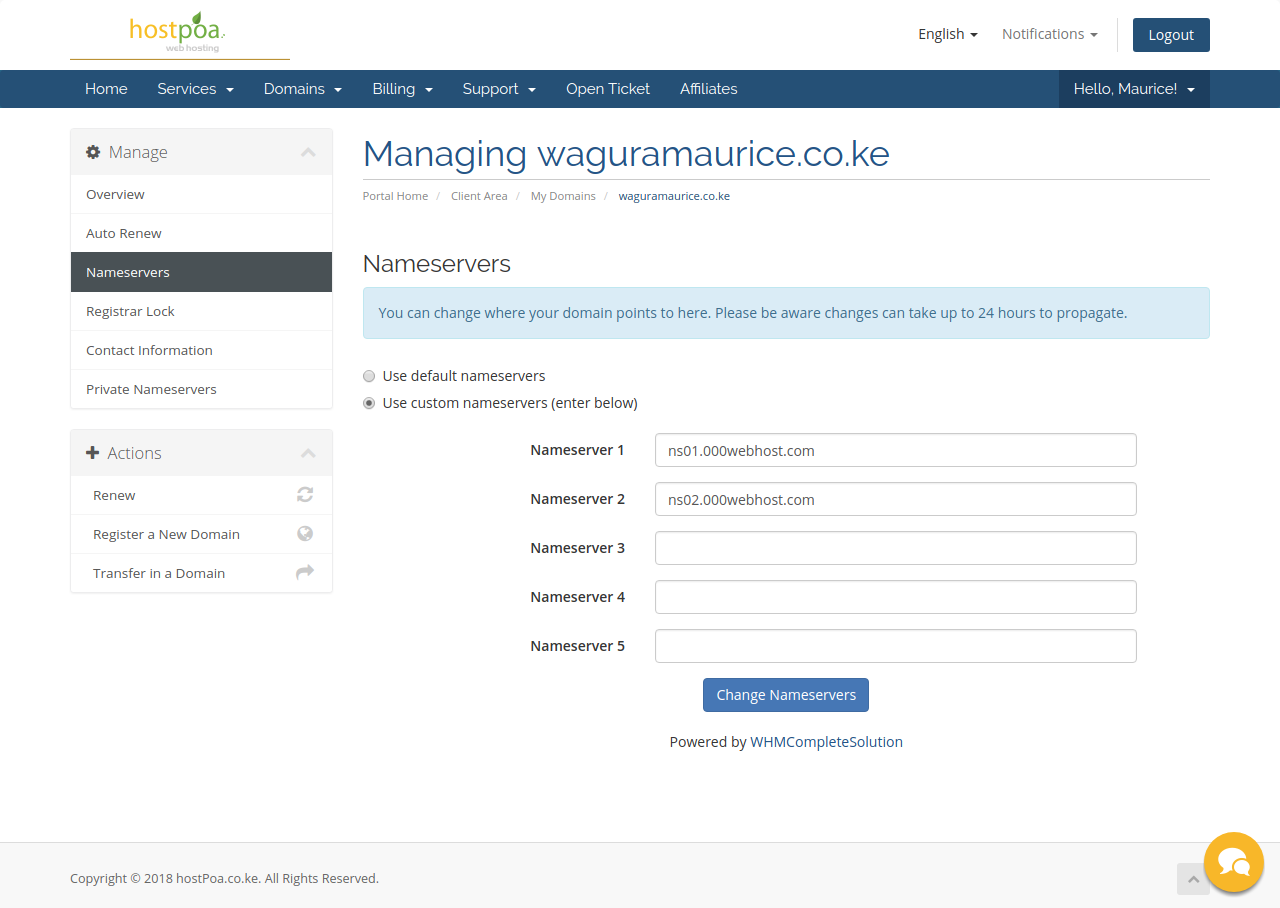 hostpoa
web hosting
English
Notifications
Logout
Home
Services
Domains
Billing
Support
Open Ticket
Affiliates
Hello, Maurice!
Manage
Overview
Auto Renew
Nameservers
Registrar Lock
Contact Information
Private Nameservers
Actions
Renew
Register a New Domain
Transfer in a Domain
Managing waguramaurice.co.ke
Portal Home / Client Area / My Domains / waguramaurice.co.ke
Nameservers
You can change where your domain points to here. Please be aware changes can take up to 24 hours to propagate.
Use default nameservers
Use custom nameservers (enter below)
Nameserver 1 ns01.000webhost.com
Nameserver 2 ns02.000webhost.com
Nameserver 3
Nameserver 4
Nameserver 5
Change Nameservers
Powered by WHMCompleteSolution
Copyright © 2018 hostPoa.co.ke. All Rights Reserved.